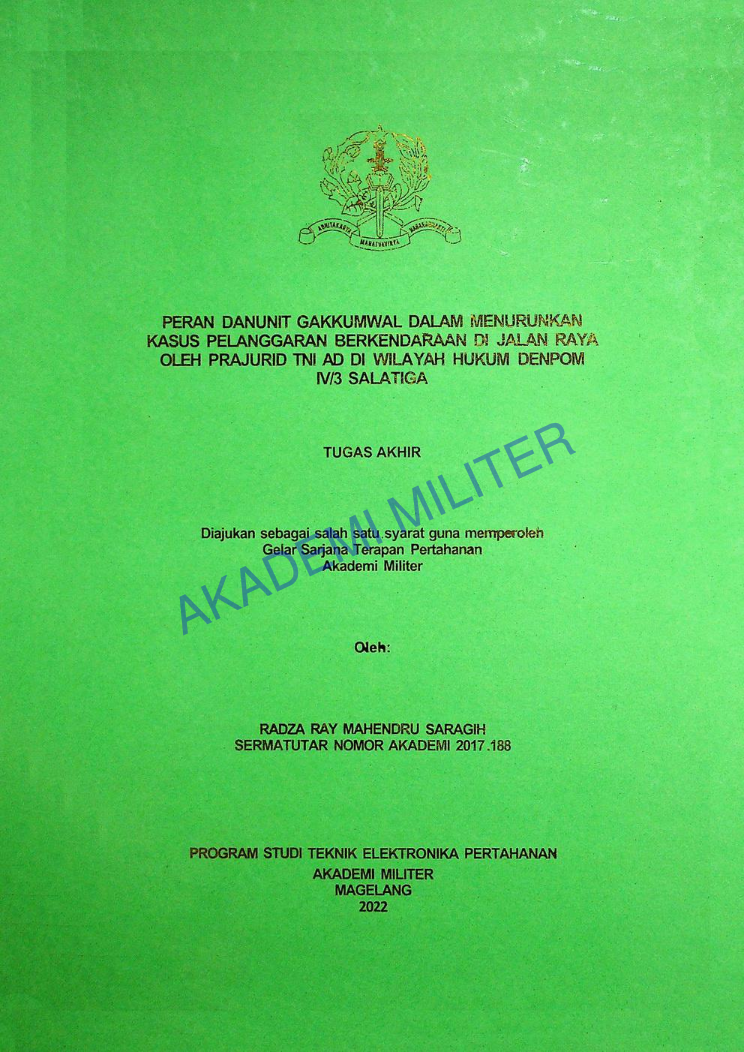 ADHITAKARYA
MAHATVAVIRYA
NAGARABHAKTI
PERAN DANUNIT GAKKUMWAL DALAM MENURUNKAN
KASUS PELANGGARAN BERKENDARAAN DI JALAN RAYA
OLEH PRAJURID TNI AD DI WILAYAH HUKUM DENPOM
IV/3 SALATIGA
TUGAS AKHIR
AKADEMI MILITER
Diajukan sebagai salah satu syarat guna memperoleh
Gelar Sarjana Terapan Pertahanan
Akademi Militer
Oleh:
RADZA RAY MAHENDRU SARAGIH
SERMATUTAR NOMOR AKADEMI 2017.188
PROGRAM STUDI TEKNIK ELEKTRONIKA PERTAHANAN
AKADEMI MILITER
MAGELANG
2022